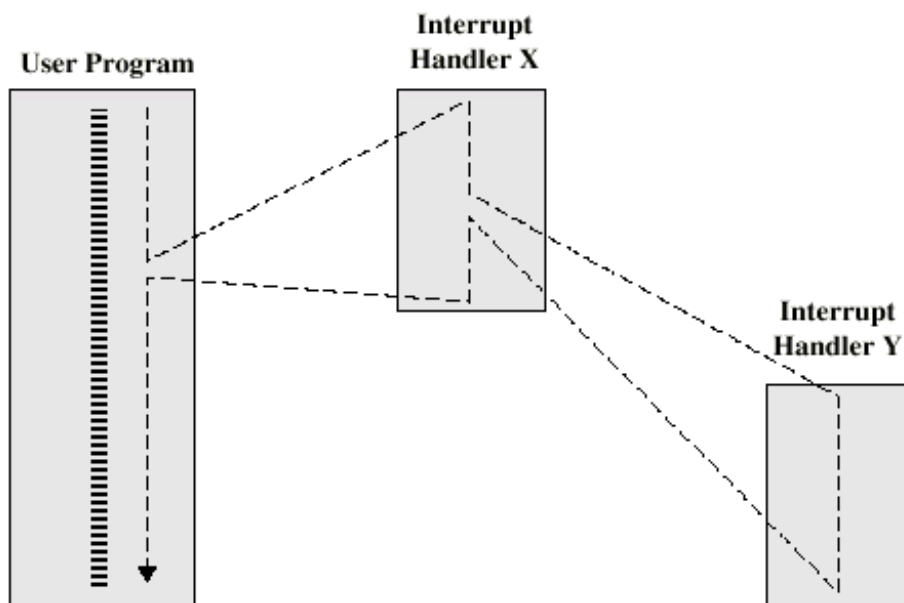 User Program
Interrupt
Handler X
Interrupt
Handler Y